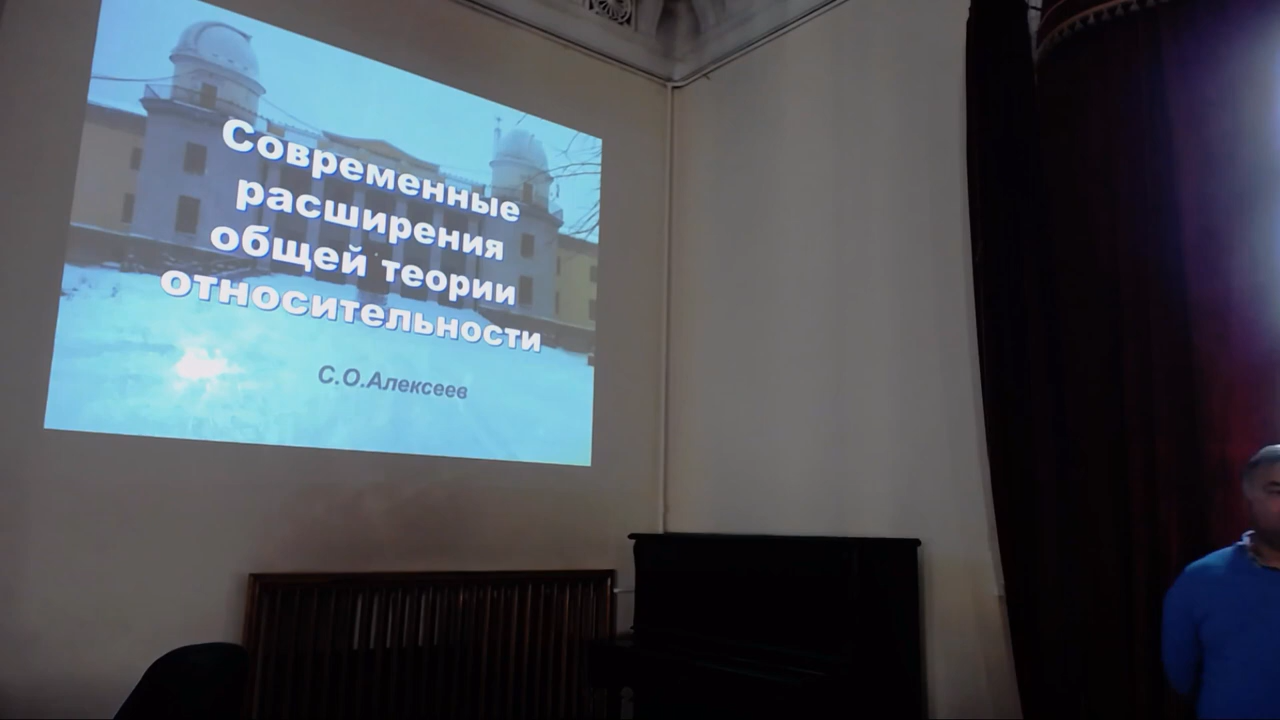 Современные
расширения
общей теории
относительности
С.О.Алексеев